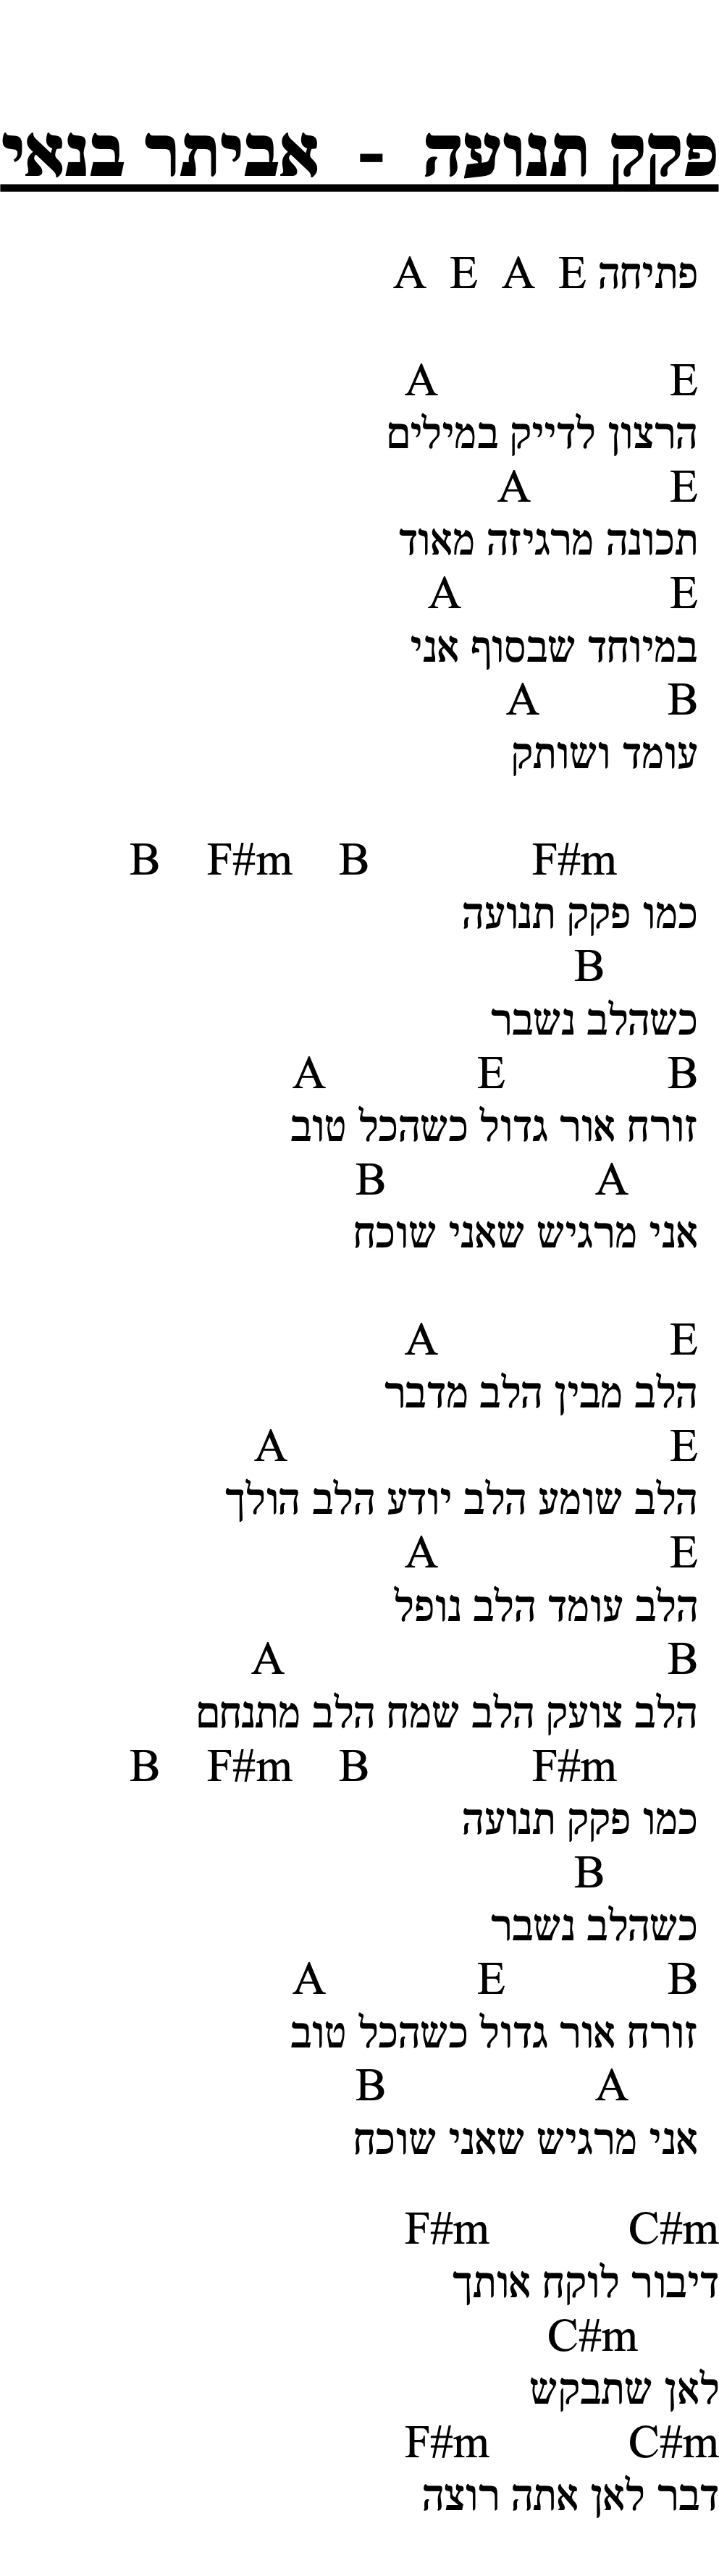 פקק תנועה - אביתר בנאי
פתיחה E A E A
E A
הרצון לדייק במילים
E A
תכונה מרגיזה מאוד
E A
במיוחד שבסוף אני
B A
עומד ושותק
F#m B F#m B
כמו פקק תנועה
B
כשהלב נשבר
B E A
זורח אור גדול כשהכל טוב
A B
אני מרגיש שאני שוכח
E A
הלב מבין הלב מדבר
E A
הלב שומע הלב יודע הלב הולך
E A
הלב עומד הלב נופל
B A
הלב צועק הלב שמח הלב מתנחם
F#m B F#m B
כמו פקק תנועה
B
כשהלב נשבר
B E A
זורח אור גדול כשהכל טוב
A B
אני מרגיש שאני שוכח
C#m F#m
דיבור לוקח אותך
C#m
לאן שתבקש
C#m F#m
דבר לאן אתה רוצה